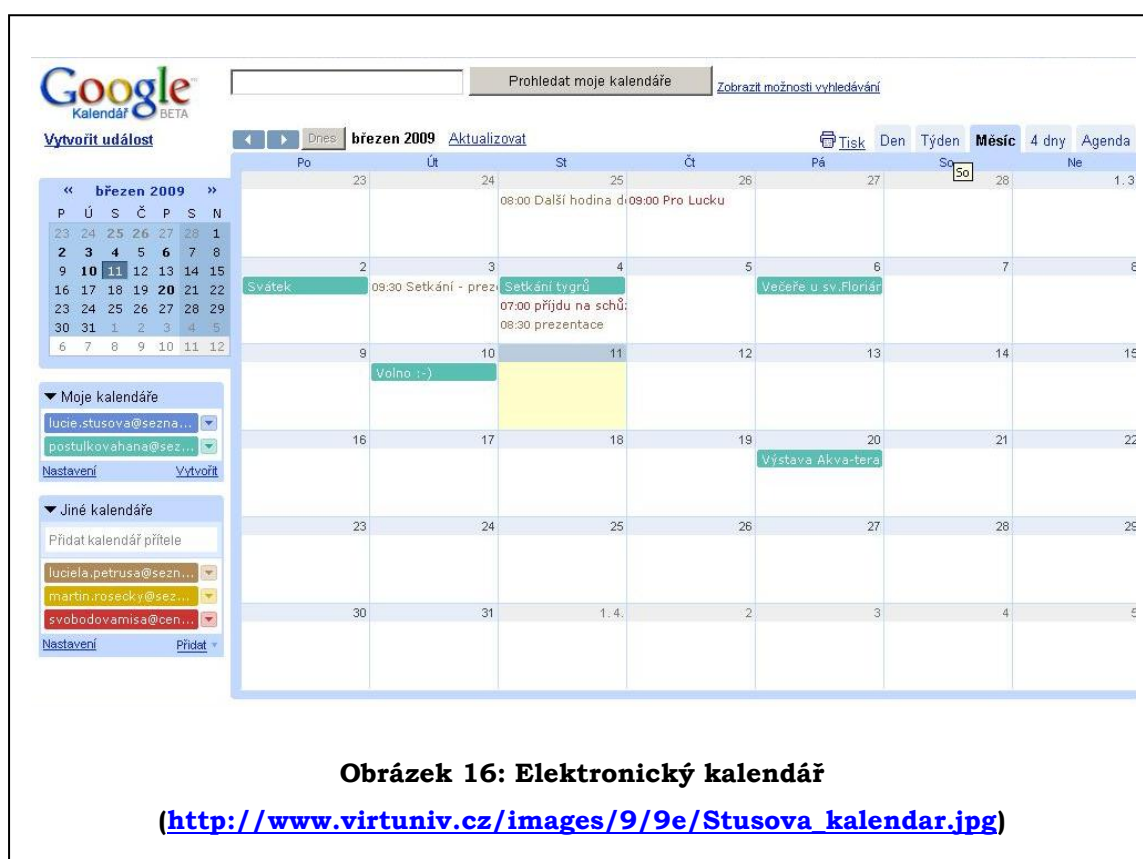 Google
Kalendář BETA
Prohledat moje kalendáře
Zobrazit možnosti vyhledávání
Vytvořit událost
Dnes březen 2009 Aktualizovat Tisk Den Týden Měsíc 4 dny Agenda
Po Út St Čt Pá So Ne
So
« březen 2009 »
P Ú S Č P S N
23 24 25 26 27 28 1
2 3 4 5 6 7 8
9 10 11 12 13 14 15
16 17 18 19 20 21 22
23 24 25 26 27 28 29
30 31 1 2 3 4 5
6 7 8 9 10 11 12
Moje kalendáře
lucie.stusova@sezna...
postulkovahana@sez...
Nastavení Vytvořit
Jiné kalendáře
Přidat kalendář přítele
luciela.petrusa@sezn...
martin.rosecky@sez...
svobodovamisa@cen...
Nastavení Přidat
23 24 25 26 27 28 1.3
08:00 Další hodina 09:00 Pro Lucku
2 3 4 5 6 7 8
Svátek 09:30 Setkání - prez Setkání tygrů Večeře u sv.Florián
07:00 příjdu na schů
08:30 prezentace
9 10 11 12 13 14 15
Volno :-)
16 17 18 19 20 21 22
Výstava Akva-tera
23 24 25 26 27 28 29
30 31 1.4. 2 3 4 5
Obrázek 16: Elektronický kalendář
(http://www.virtuniv.cz/images/9/9e/Stusova_kalendar.jpg)